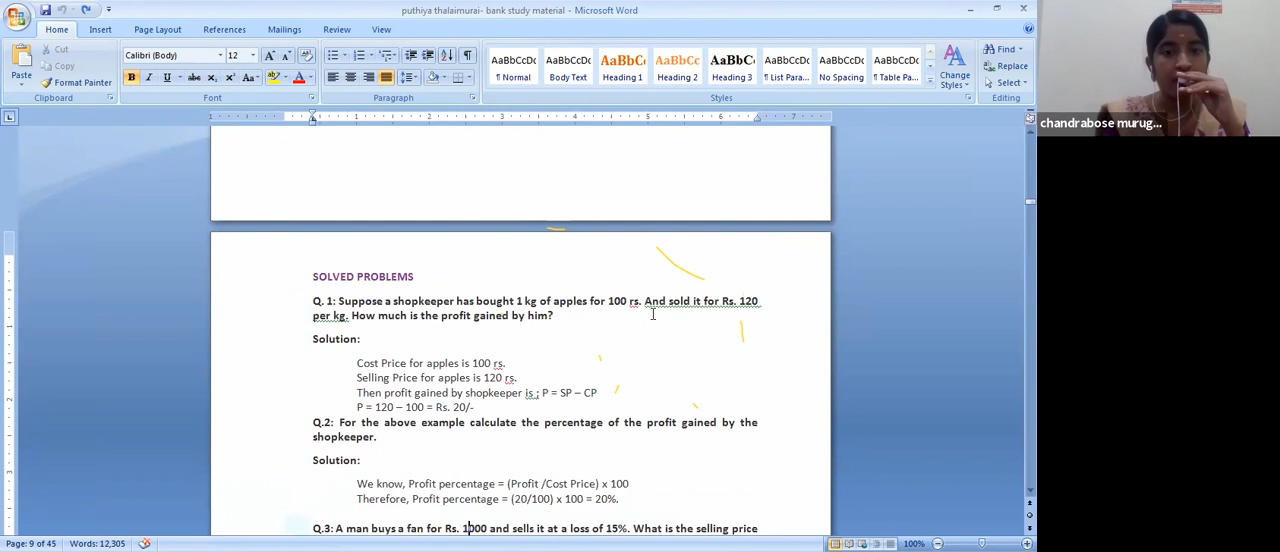 puthiya thalaimurai- bank study material - Microsoft Word
Home Insert Page Layout References Mailings Review View
Cut
Copy
Format Painter
Paste
Clipboard
Calibri (Body) 12
Font
Paragraph
AaBbCcDc AaBbCcDc AaBbCc AaBbCc AaBbC AaBbCcDc AaBbCcDc AaBbCcDc
¶ Normal Body Text Heading 1 Heading 2 Heading 3 ¶ List Para... ¶ No Spacing ¶ Table Pa...
Change Styles
Styles
Find
Replace
Select
Editing
chandrabose murug...
SOLVED PROBLEMS
Q. 1: Suppose a shopkeeper has bought 1 kg of apples for 100 rs. And sold it for Rs. 120
per kg. How much is the profit gained by him?
Solution:
Cost Price for apples is 100 rs.
Selling Price for apples is 120 rs.
Then profit gained by shopkeeper is ; P = SP – CP
P = 120 – 100 = Rs. 20/-
Q.2: For the above example calculate the percentage of the profit gained by the
shopkeeper.
Solution:
We know, Profit percentage = (Profit /Cost Price) x 100
Therefore, Profit percentage = (20/100) x 100 = 20%.
Q.3: A man buys a fan for Rs. 1000 and sells it at a loss of 15%. What is the selling price
Page: 9 of 45 Words: 12,305 100%